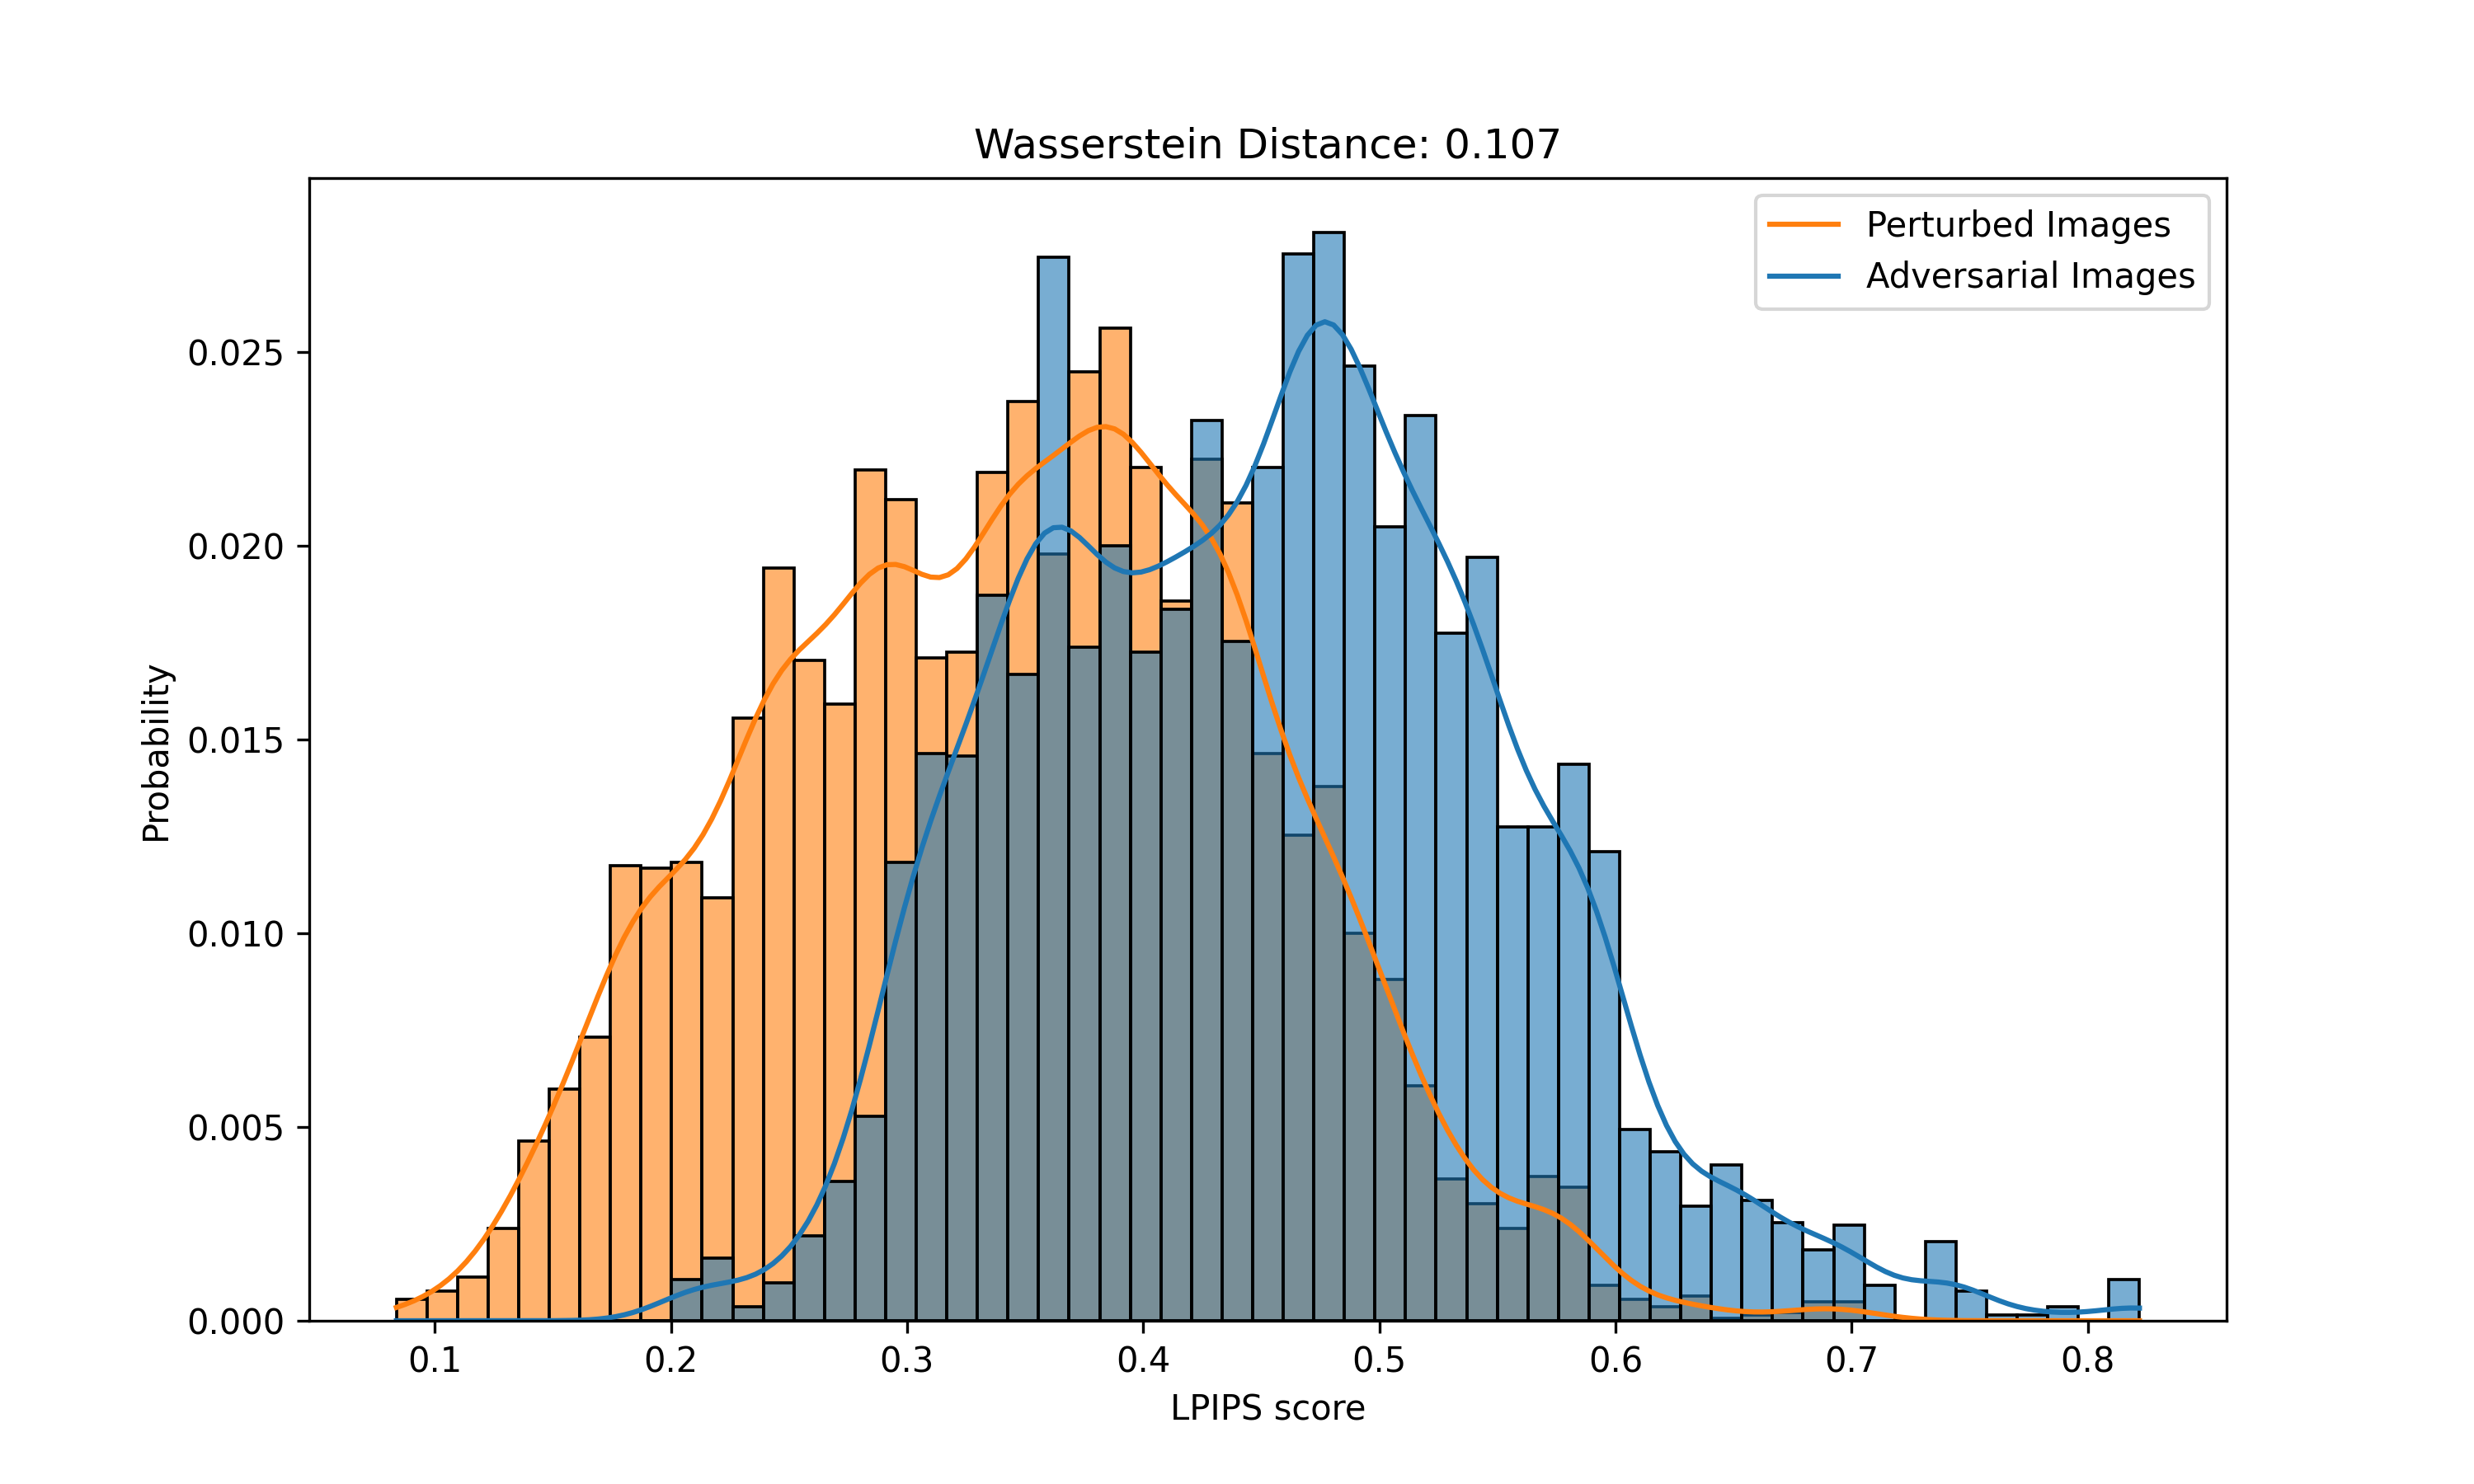 Wasserstein Distance: 0.107
Perturbed Images
Adversarial Images
Probability
0.025
0.020
0.015
0.010
0.005
0.000
0.1 0.2 0.3 0.4 0.5 0.6 0.7 0.8
LPIPS score